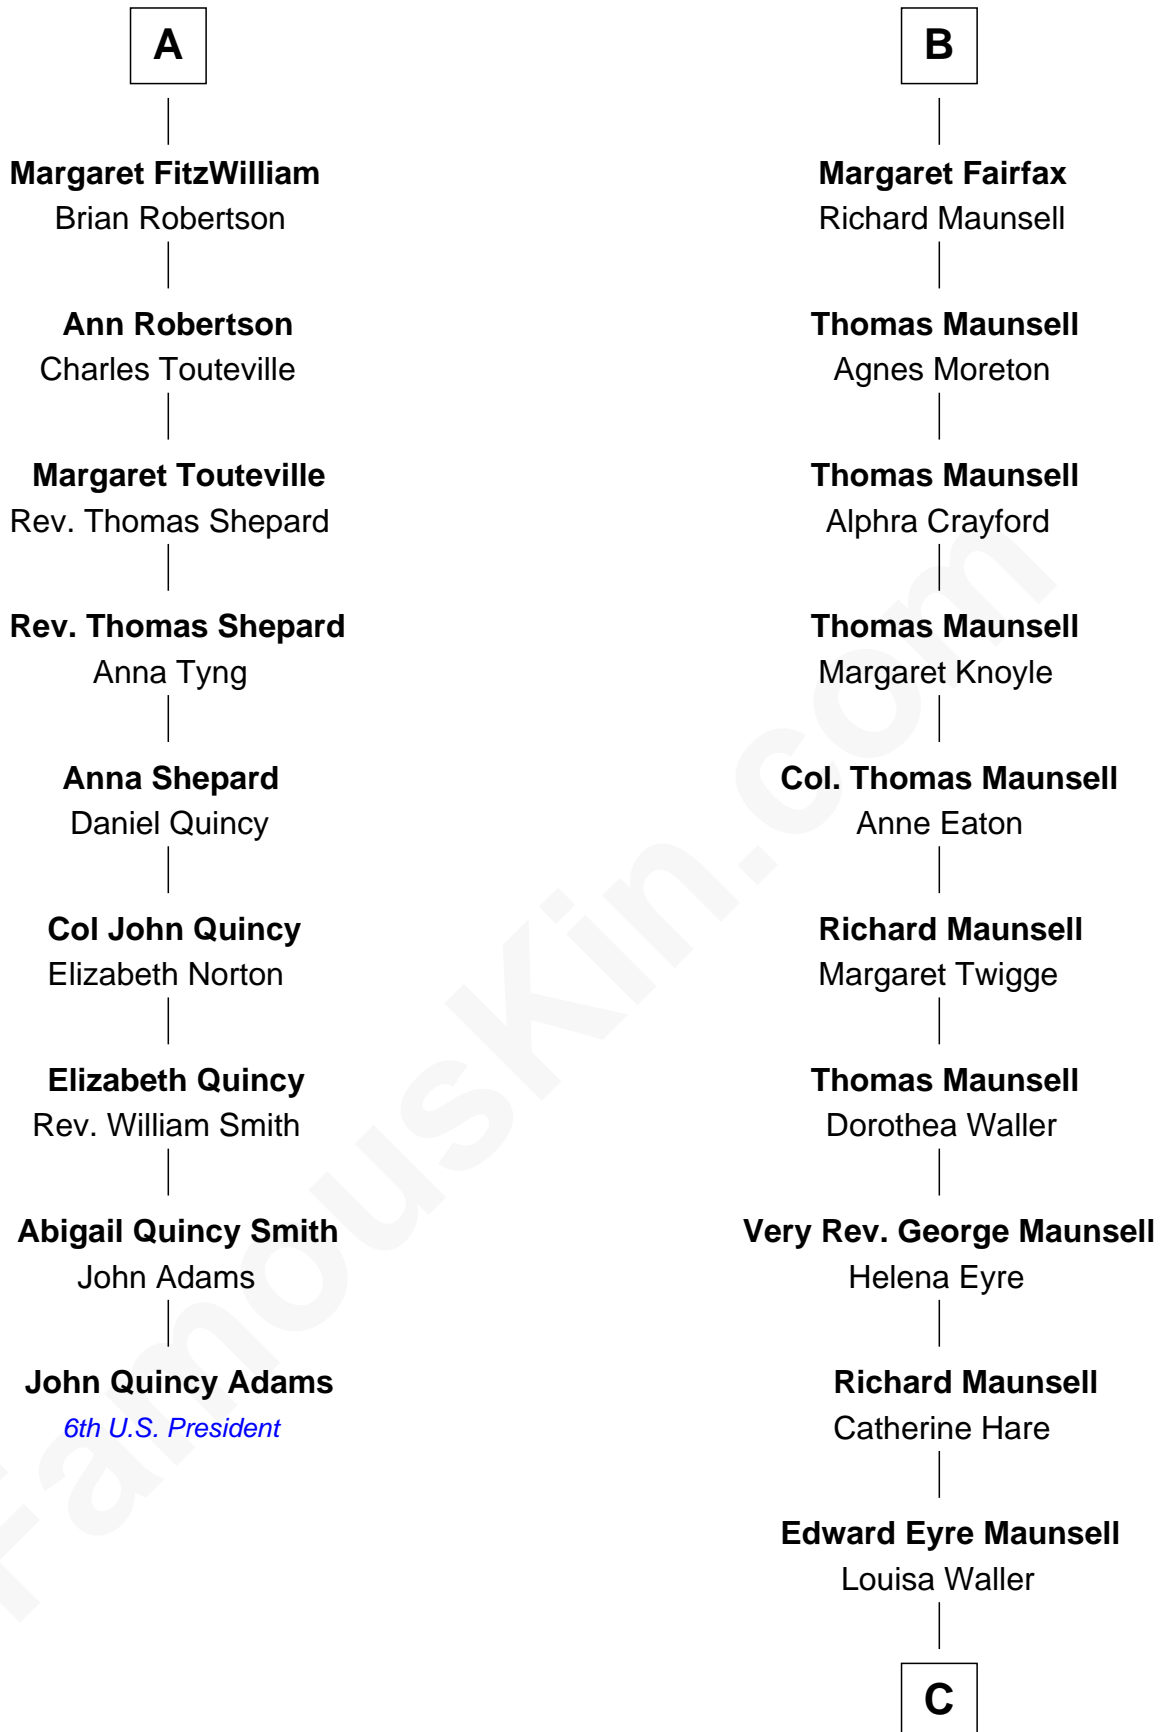 A
Margaret FitzWilliam
Brian Robertson
Ann Robertson
Charles Touteville
Margaret Touteville
Rev. Thomas Shepard
Rev. Thomas Shepard
Anna Tyng
Anna Shepard
Daniel Quincy
Col John Quincy
Elizabeth Norton
Elizabeth Quincy
Rev. William Smith
Abigail Quincy Smith
John Adams
John Quincy Adams
6th U.S. President
B
Margaret Fairfax
Richard Maunsell
Thomas Maunsell
Agnes Moreton
Thomas Maunsell
Alphra Crayford
Thomas Maunsell
Margaret Knoyle
Col. Thomas Maunsell
Anne Eaton
Richard Maunsell
Margaret Twigge
Thomas Maunsell
Dorothea Waller
Very Rev. George Maunsell
Helena Eyre
Richard Maunsell
Catherine Hare
Edward Eyre Maunsell
Louisa Waller
C
FamousKin.com